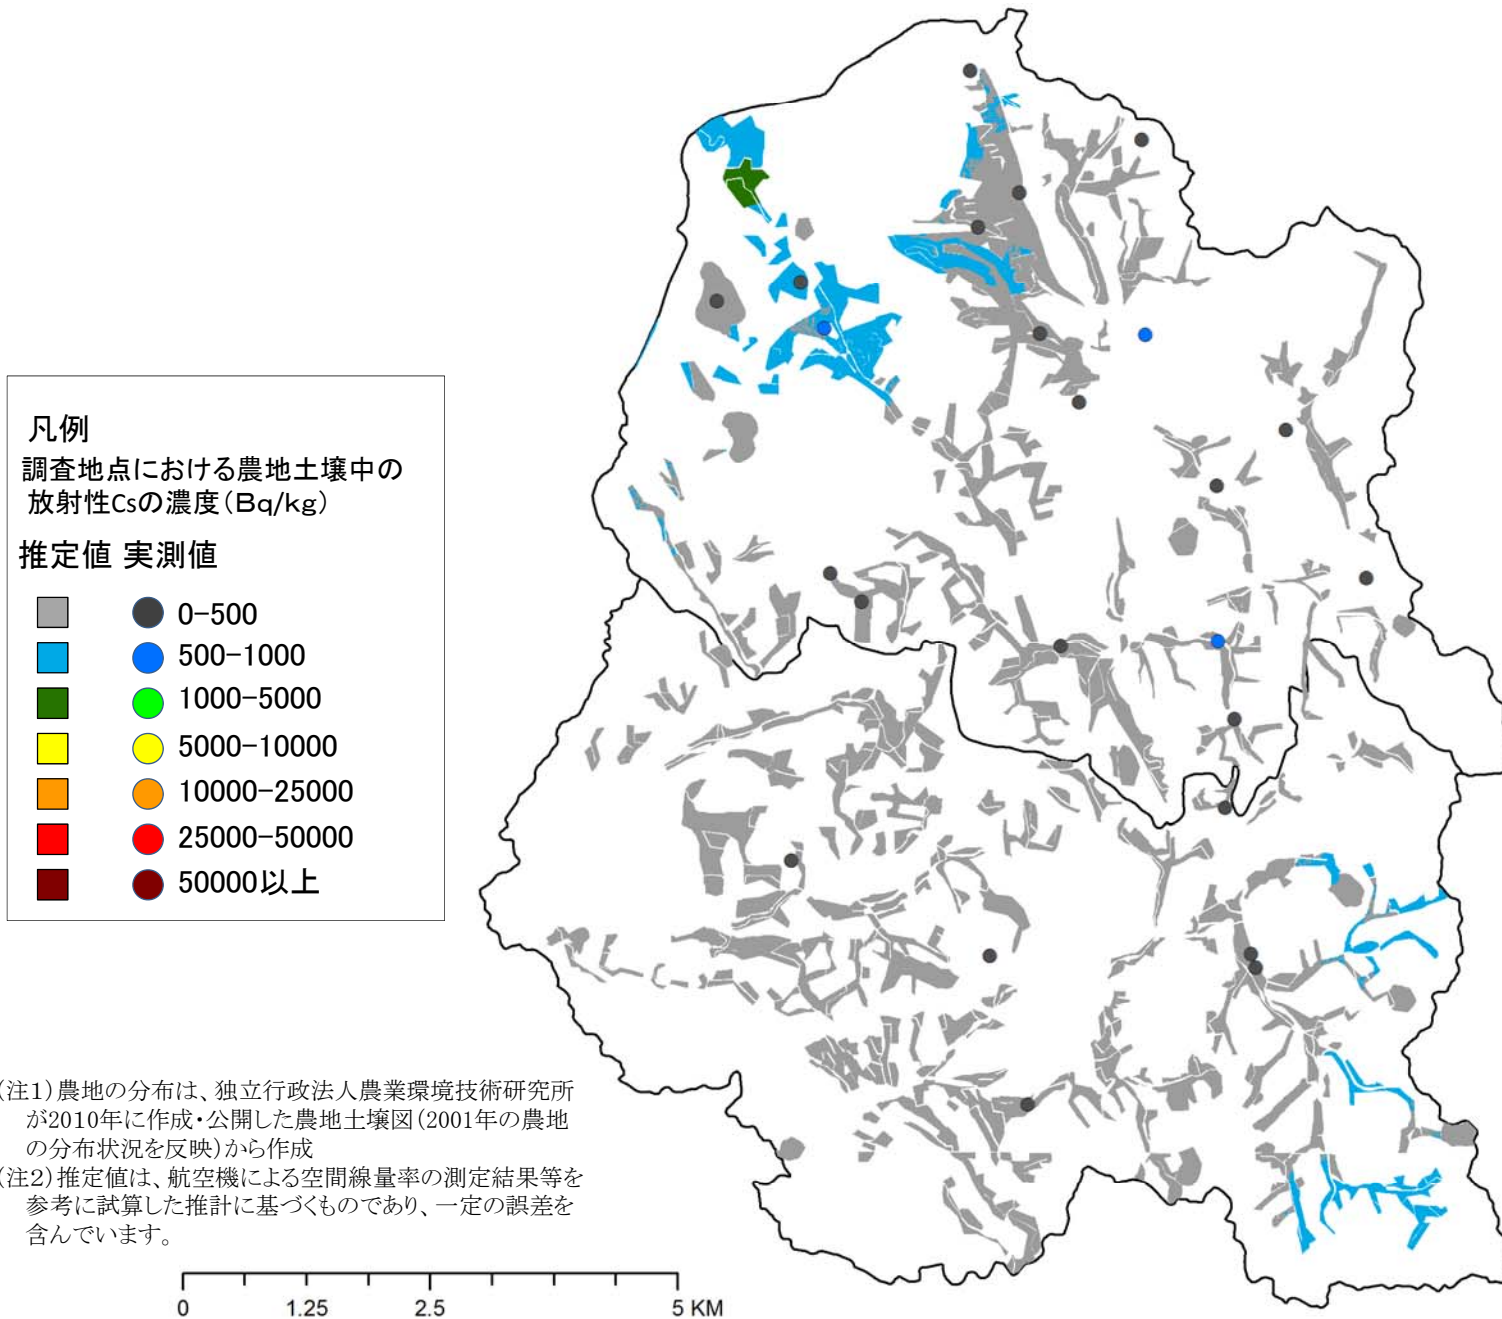 凡例
調査地点における農地土壌中の
放射性Csの濃度(Bq/kg)
推定値 実測値
0-500
500-1000
1000-5000
5000-10000
10000-25000
25000-50000
50000以上
(注1)農地の分布は、独立行政法人農業環境技術研究所
が2010年に作成・公開した農地土壌図(2001年の農地
の分布状況を反映)から作成
(注2)推定値は、航空機による空間線量率の測定結果等を
参考に試算した推計に基づくものであり、一定の誤差を
含んでいます。
0 1.25 2.5 5 KM